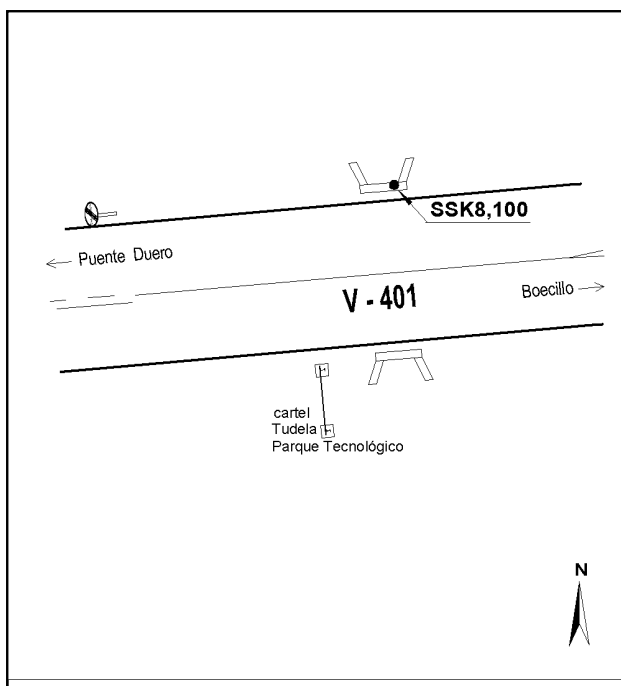 SSK8,100
Puente Duero
V - 401
Boecillo
cartel
Tudela
Parque Tecnológico
N